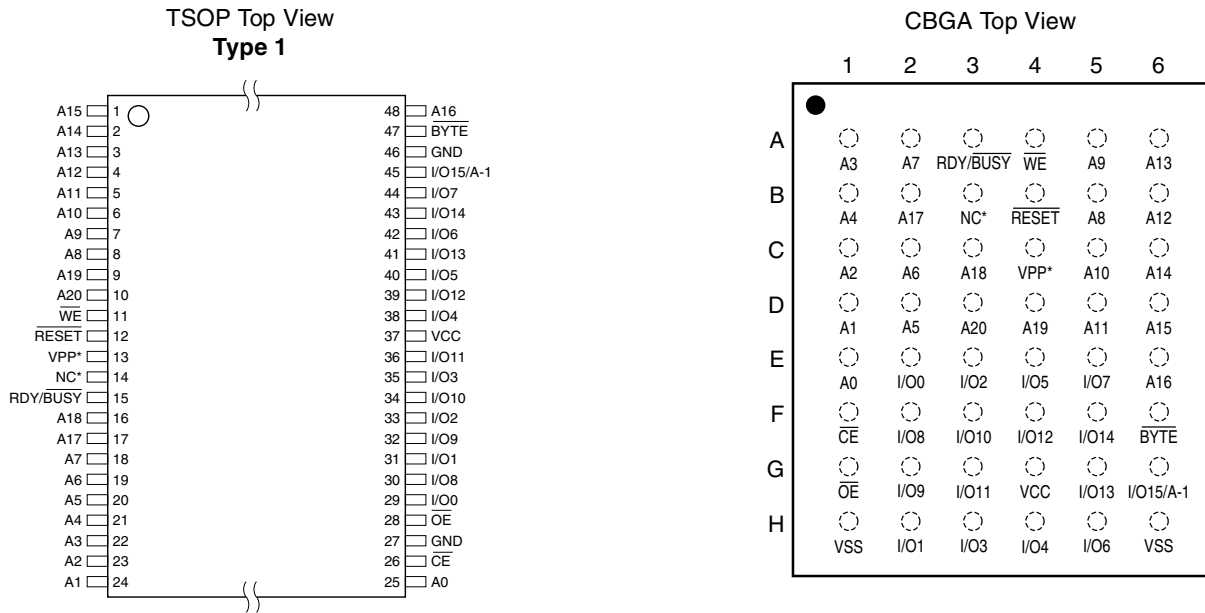 TSOP Top View
Type 1
A15 1 48 A16
A14 2 47 BYTE
A13 3 46 GND
A12 4 45 I/O15/A-1
A11 5 44 I/O7
A10 6 43 I/O14
A9 7 42 I/O6
A8 8 41 I/O13
A19 9 40 I/O5
A20 10 39 I/O12
WE 11 38 I/O4
RESET 12 37 VCC
VPP* 13 36 I/O11
NC* 14 35 I/O3
RDY/BUSY 15 34 I/O10
A18 16 33 I/O2
A17 17 32 I/O9
A7 18 31 I/O1
A6 19 30 I/O8
A5 20 29 I/O0
A4 21 28 OE
A3 22 27 GND
A2 23 26 CE
A1 24 25 A0
CBGA Top View
1 2 3 4 5 6
A
A3 A7 RDY/BUSY WE A9 A13
B
A4 A17 NC* RESET A8 A12
C
A2 A6 A18 VPP* A10 A14
D
A1 A5 A20 A19 A11 A15
E
A0 I/O0 I/O2 I/O5 I/O7 A16
F
CE I/O8 I/O10 I/O12 I/O14 BYTE
G
OE I/O9 I/O11 VCC I/O13 I/O15/A-1
H
VSS I/O1 I/O3 I/O4 I/O6 VSS